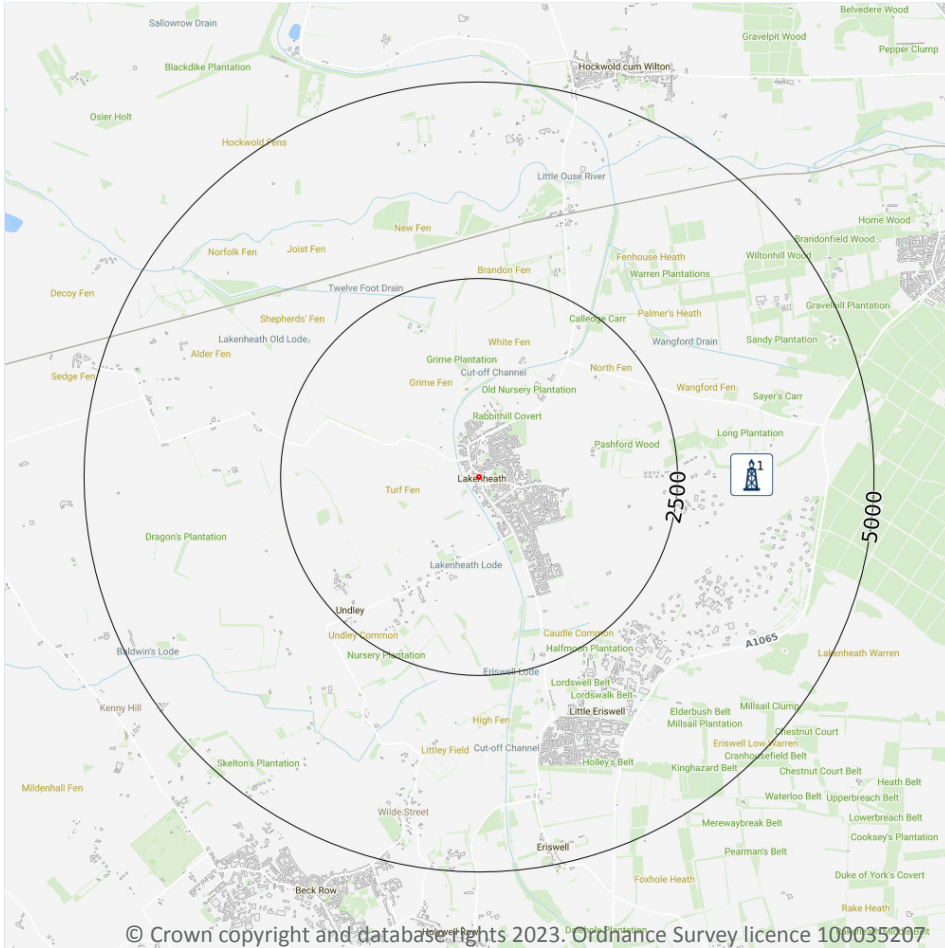 Belvedere Wood
Sallowrow Drain
Gravelpit Wood
Pepper Clump
Blackdike Plantation
Hockwold cum Wilton
Osier Holt
Hockwold Fens
Little Ouse River
Home Wood
New Fen
Brandonfield Wood
Norfolk Fen
Joist Fen
Fenhouse Heath
Wiltonhill Wood
Brandon Fen
Warren Plantations
Decoy Fen
Twelve Foot Drain
Gravelhill Plantation
Shepherds' Fen
Calledge Carr
Palmer's Heath
Lakenheath Old Lode
White Fen
Wangford Drain
Sandy Plantation
Alder Fen
Grime Plantation
Sedge Fen
Cut-off Channel
North Fen
Grime Fen
Old Nursery Plantation
Wangford Fen
Sayer's Carr
Rabbithill Covert
Long Plantation
Pashford Wood
1
Lakenheath
Turf Fen
2500
5000
Dragon's Plantation
Lakenheath Lode
Undley
Undley Common
Caudle Common
A1065
Baldwin's Lode
Nursery Plantation
Halfmoon Plantation
Lakenheath Warren
Eriswell Lode
Lordswell Belt
Lordswalk Belt
Kenny Hill
Little Eriswell
Elderbush Belt
Millsail Clump
High Fen
Millsail Plantation
Chestnut Court
Littley Field
Cut-off Channel
Eriswell Low Warren
Skelton's Plantation
Holley's Belt
Cranhousefield Belt
Kinghazard Belt
Chestnut Court Belt
Mildenhall Fen
Heath Belt
Waterloo Belt
Upperbreach Belt
Wilde Street
Lowerbreach Belt
Merewaybreak Belt
Cooksey's Plantation
Eriswell
Pearman's Belt
Foxhole Heath
Duke of York's Covert
Beck Row
Rake Heath
Holywell Row
Dalehole Plantation
© Crown copyright and database rights 2023. Ordnance Survey licence 100035207